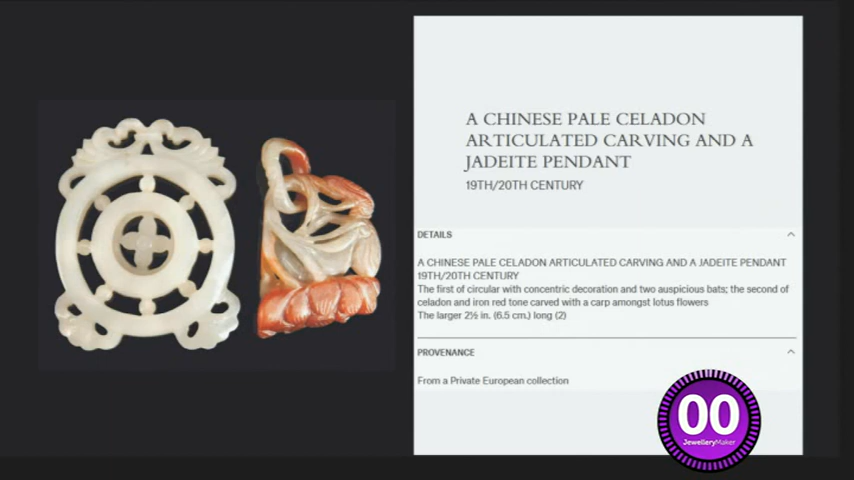 A CHINESE PALE CELADON
ARTICULATED CARVING AND A
JADEITE PENDANT
19TH/20TH CENTURY
DETAILS
A CHINESE PALE CELADON ARTICULATED CARVING AND A JADEITE PENDANT
19TH/20TH CENTURY
The first of circular with concentric decoration and two auspicious bats; the second of
celadon and iron red tone carved with a carp amongst lotus flowers
The larger 2½ in. (6.5 cm.) long (2)
PROVENANCE
From a Private European collection
00
JewelleryMaker